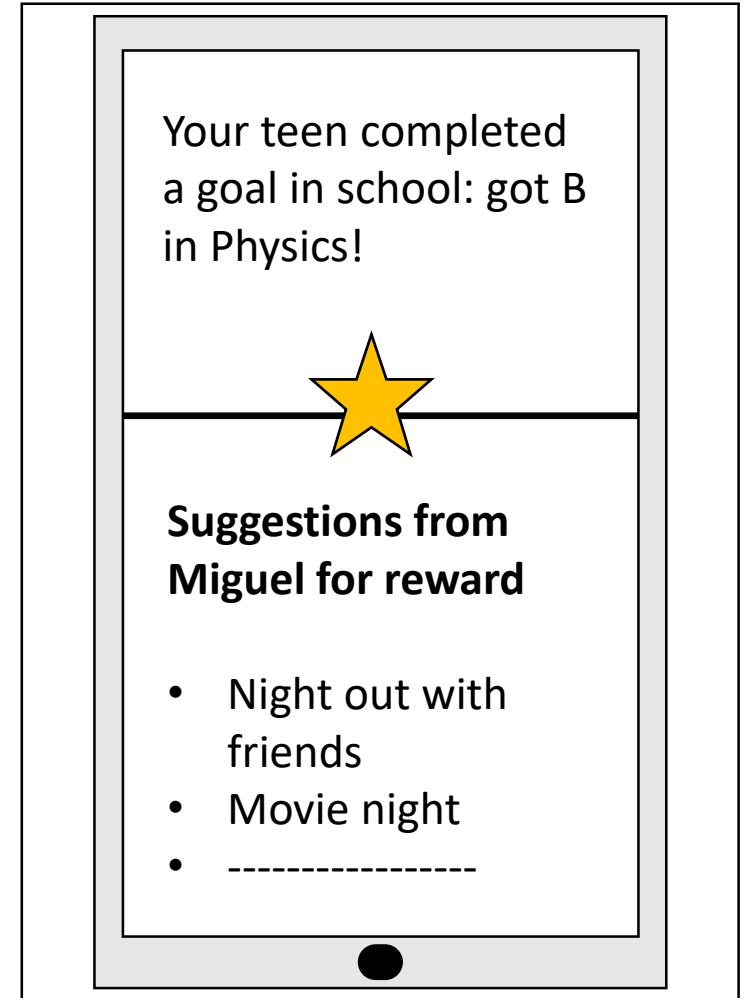 Your teen completed
a goal in school: got B
in Physics!
Suggestions from
Miguel for reward
• Night out with
friends
• Movie night
• -----------------